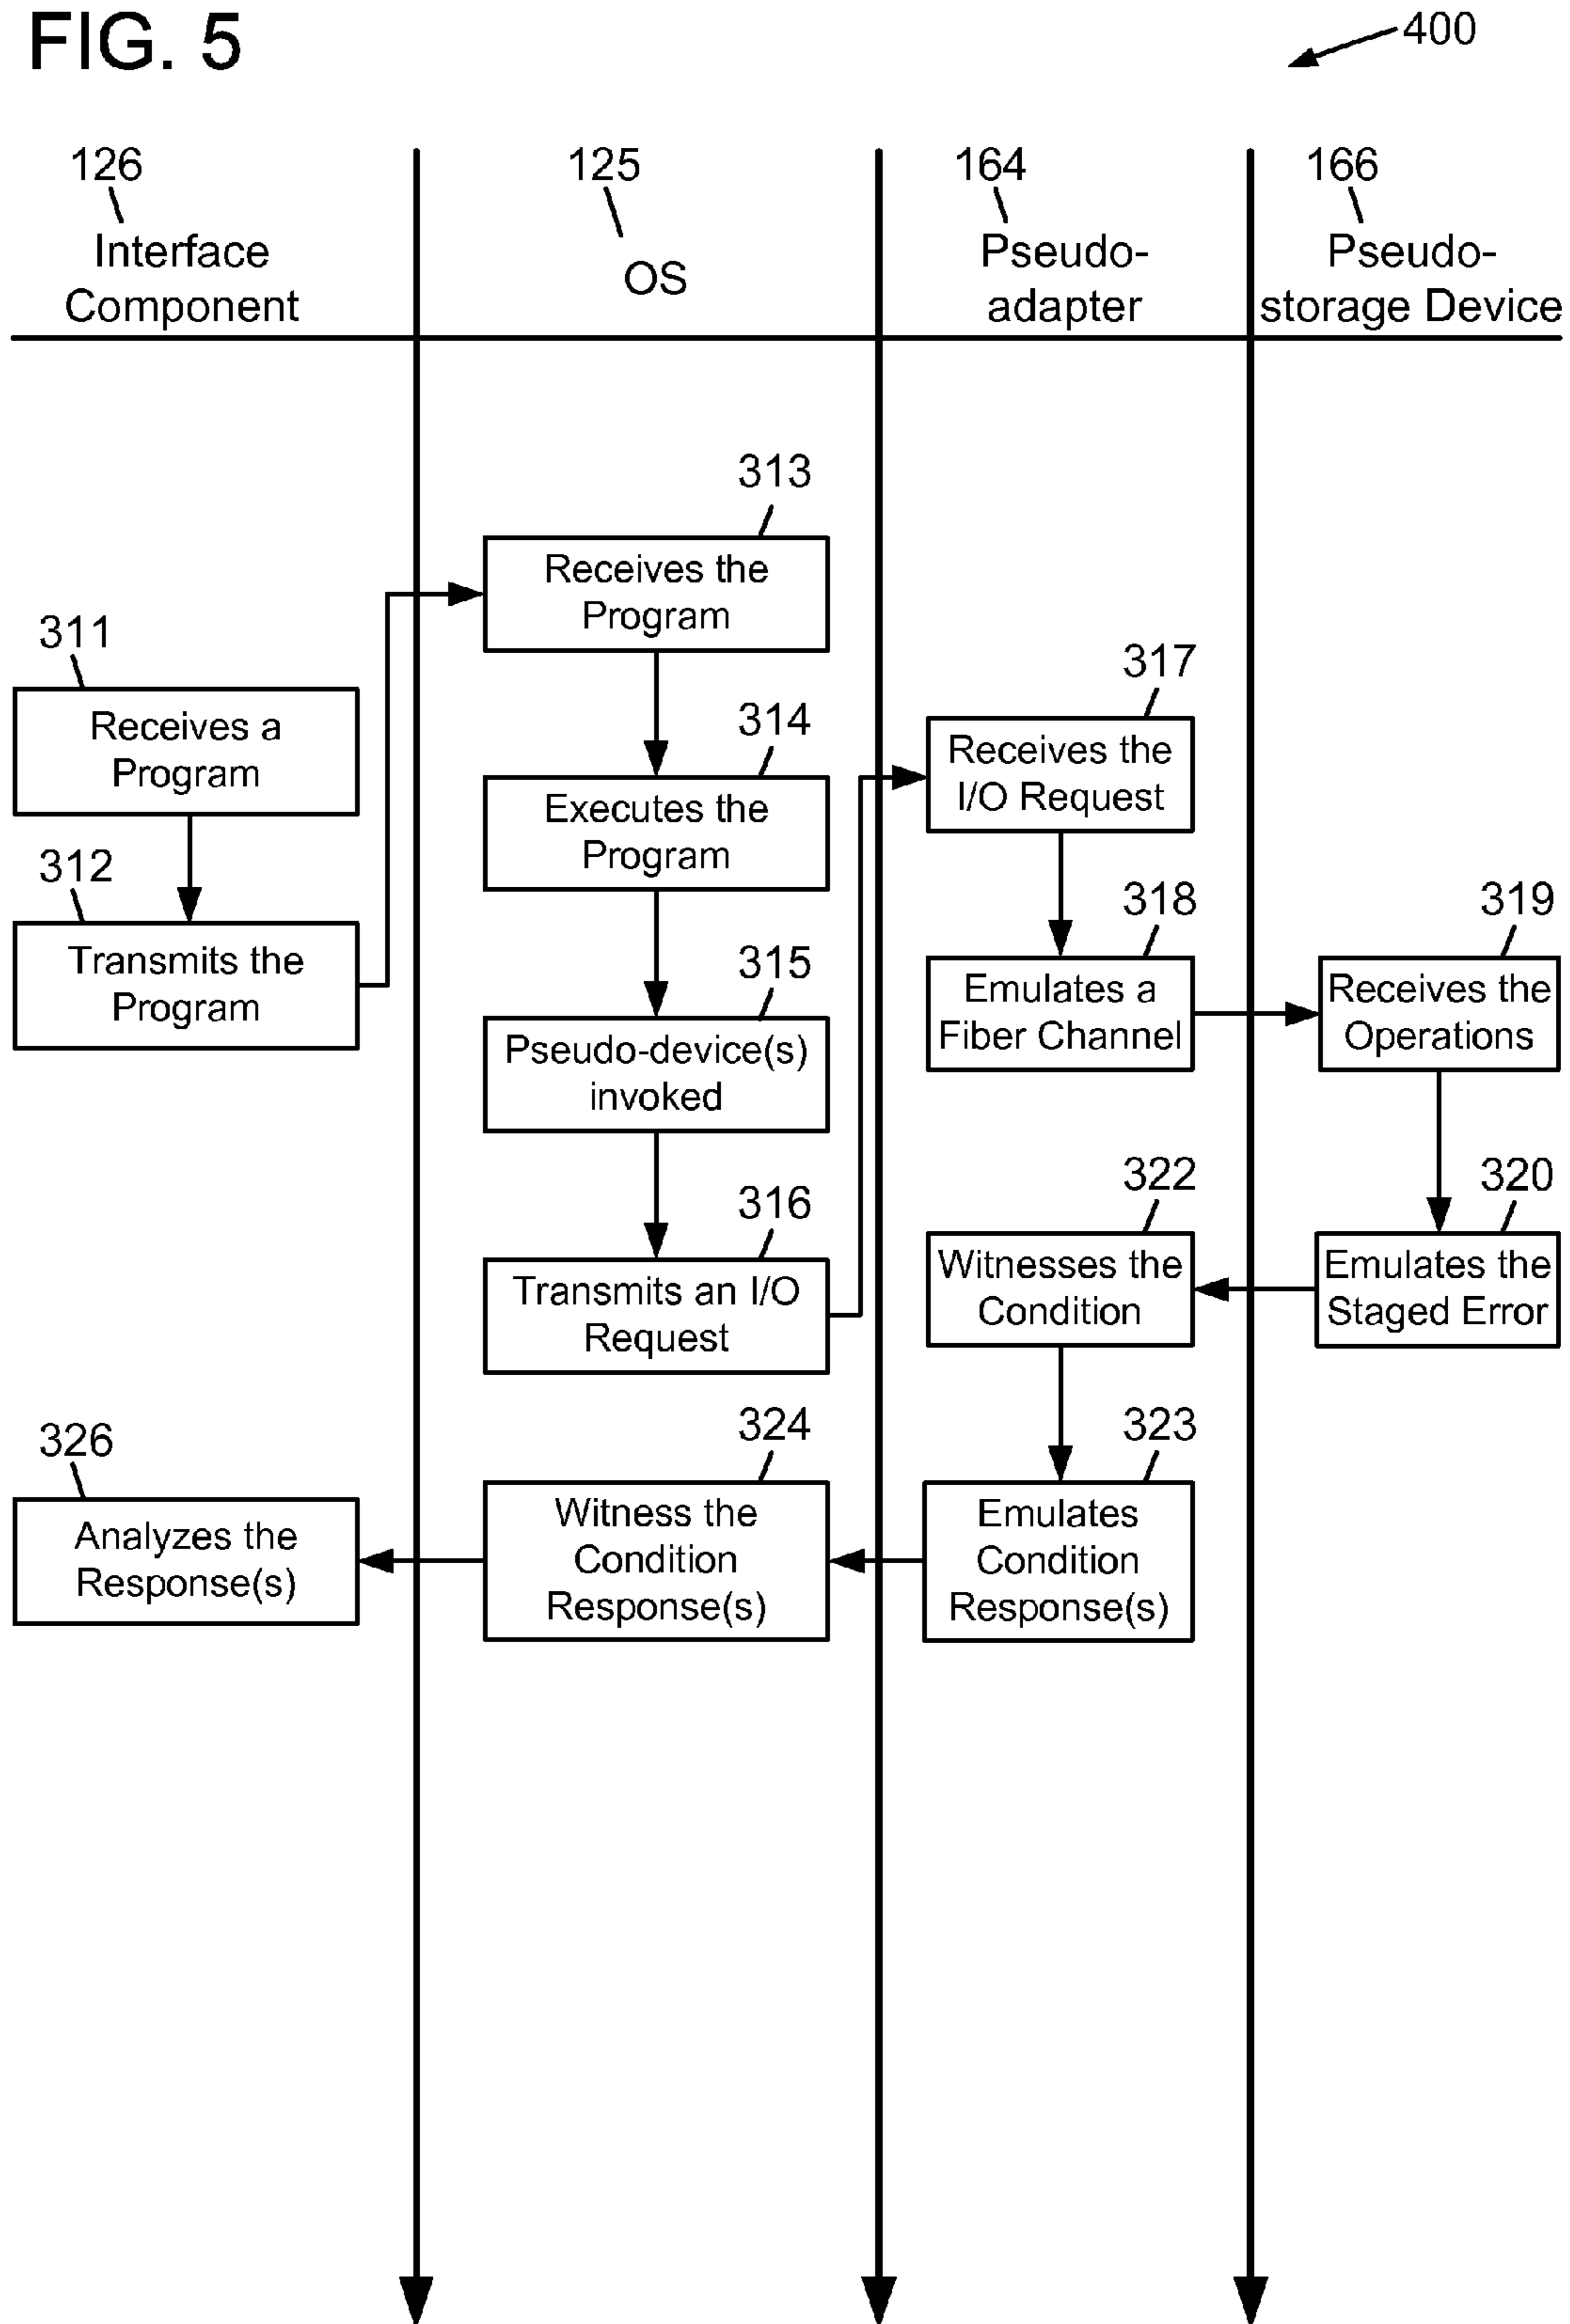 FIG. 5
400
126
Interface
Component
125
OS
164
Pseudo-
adapter
166
Pseudo-
storage Device
311
Receives a
Program
312
Transmits the
Program
313
Receives the
Program
314
Executes the
Program
315
Pseudo-device(s)
invoked
316
Transmits an I/O
Request
317
Receives the
I/O Request
318
Emulates a
Fiber Channel
319
Receives the
Operations
320
Emulates the
Staged Error
322
Witnesses the
Condition
323
Emulates
Condition
Response(s)
324
Witness the
Condition
Response(s)
326
Analyzes the
Response(s)